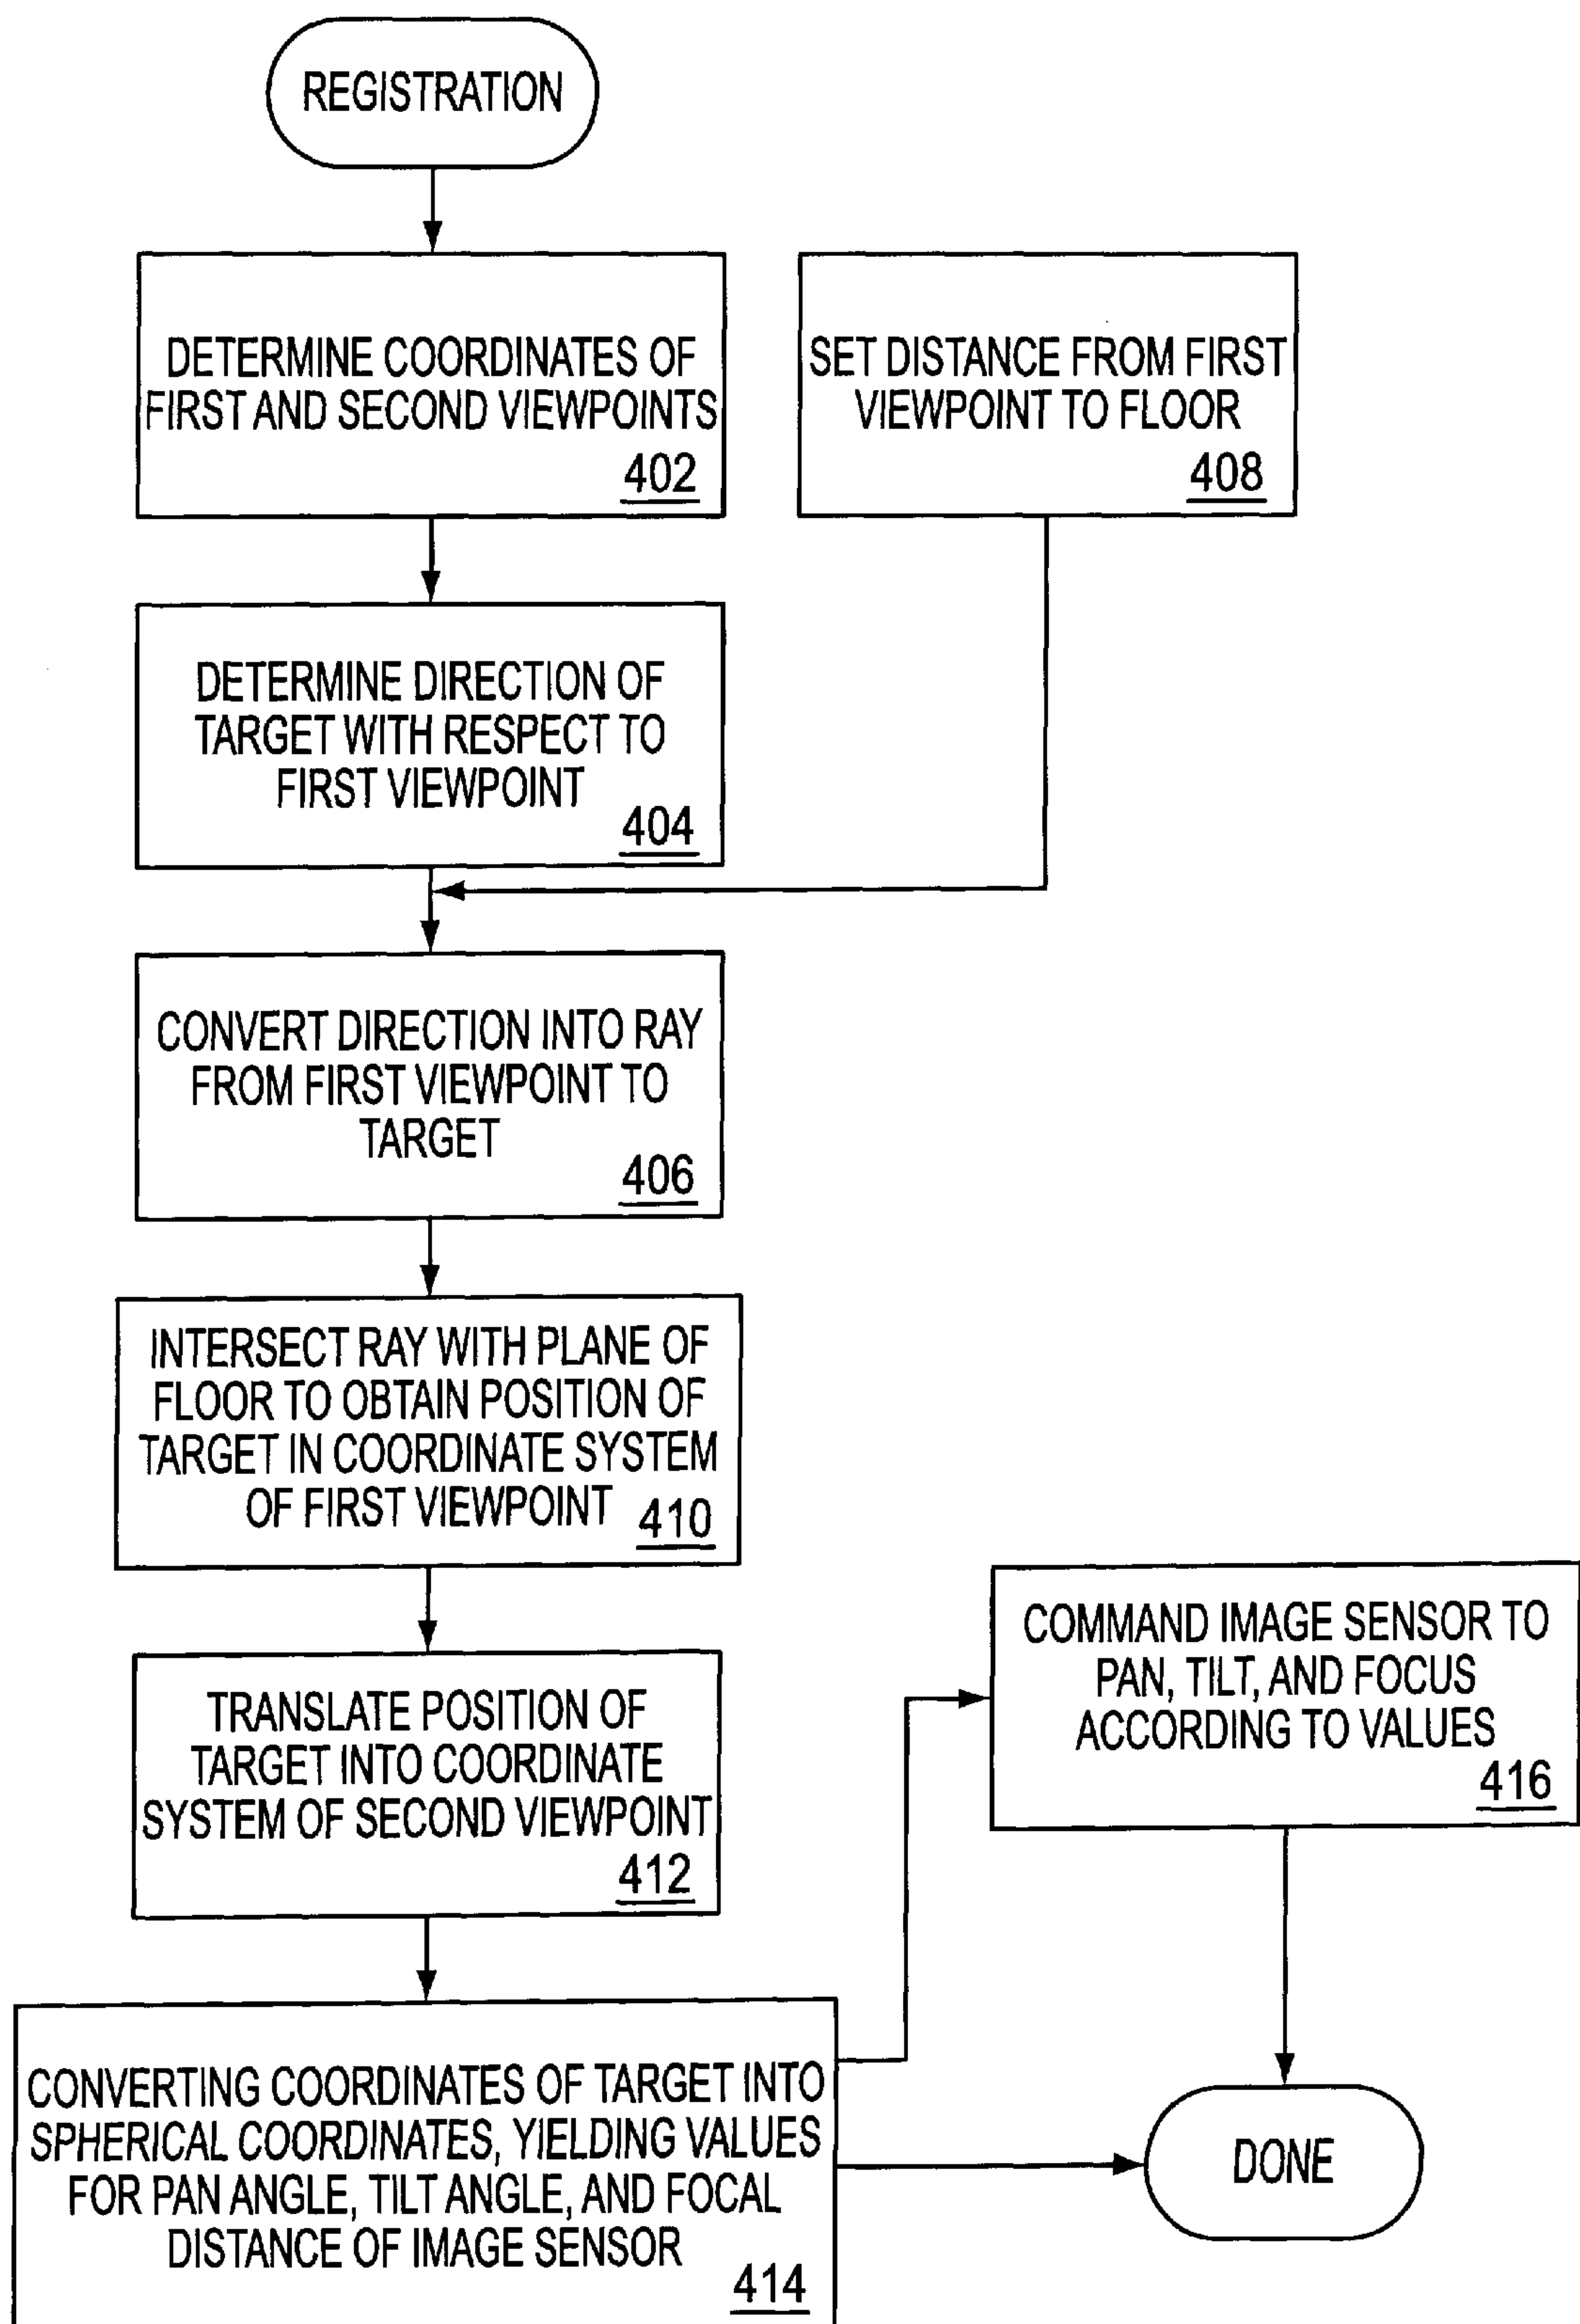 REGISTRATION
DETERMINE COORDINATES OF
FIRST AND SECOND VIEWPOINTS
402
SET DISTANCE FROM FIRST
VIEWPOINT TO FLOOR
408
DETERMINE DIRECTION OF
TARGET WITH RESPECT TO
FIRST VIEWPOINT
404
CONVERT DIRECTION INTO RAY
FROM FIRST VIEWPOINT TO
TARGET
406
INTERSECT RAY WITH PLANE OF
FLOOR TO OBTAIN POSITION OF
TARGET IN COORDINATE SYSTEM
OF FIRST VIEWPOINT
410
TRANSLATE POSITION OF
TARGET INTO COORDINATE
SYSTEM OF SECOND VIEWPOINT
412
COMMAND IMAGE SENSOR TO
PAN, TILT, AND FOCUS
ACCORDING TO VALUES
416
CONVERTING COORDINATES OF TARGET INTO
SPHERICAL COORDINATES, YIELDING VALUES
FOR PAN ANGLE, TILT ANGLE, AND FOCAL
DISTANCE OF IMAGE SENSOR
414
DONE